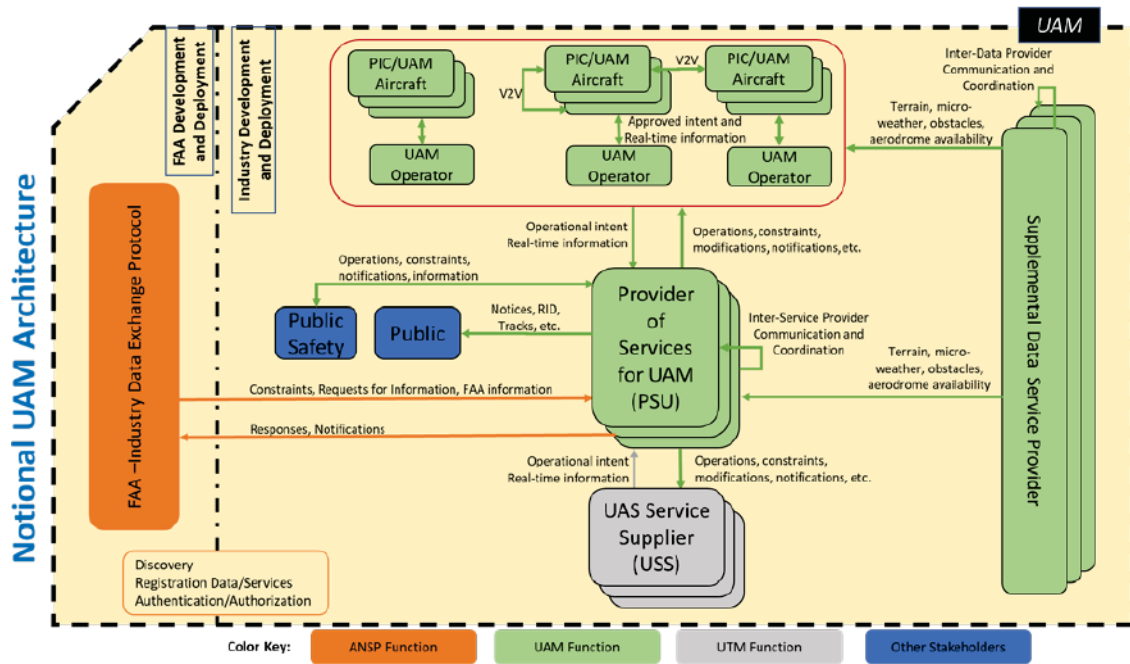 UAM
Notional UAM Architecture
FAA Development
and Deployment
Industry Development
and Deployment
PIC/UAM
Aircraft
PIC/UAM
Aircraft
PIC/UAM
Aircraft
V2V
V2V
Approved intent and
Real-time information
UAM
Operator
UAM
Operator
UAM
Operator
Inter-Data Provider
Communication and
Coordination
Terrain, micro-
weather, obstacles,
aerodrome availability
Supplemental Data Service Provider
FAA –Industry Data Exchange Protocol
Operational intent
Real-time information
Operations, constraints,
modifications, notifications, etc.
Operations, constraints,
notifications, information
Public
Safety
Public
Notices, RID,
Tracks, etc.
Provider
of
Services
for UAM
(PSU)
Inter-Service Provider
Communication and
Coordination
Terrain, micro-
weather, obstacles,
aerodrome availability
Constraints, Requests for Information, FAA information
Responses, Notifications
Operational intent
Real-time information
Operations, constraints,
modifications, notifications, etc.
UAS Service
Supplier
(USS)
Discovery
Registration Data/Services
Authentication/Authorization
Color Key:
ANSP Function
UAM Function
UTM Function
Other Stakeholders